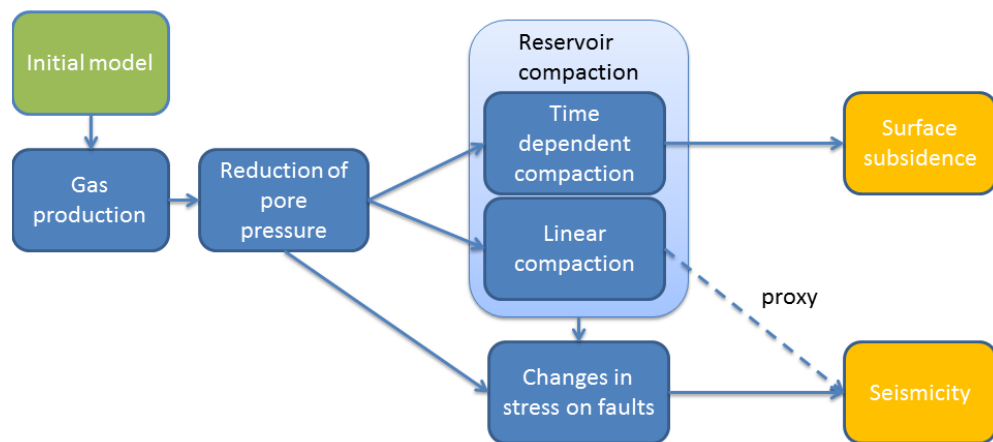 Initial model
Gas
production
Reduction of
pore
pressure
Reservoir
compaction
Time
dependent
compaction
Linear
compaction
Surface
subsidence
proxy
Changes in
stress on faults
Seismicity